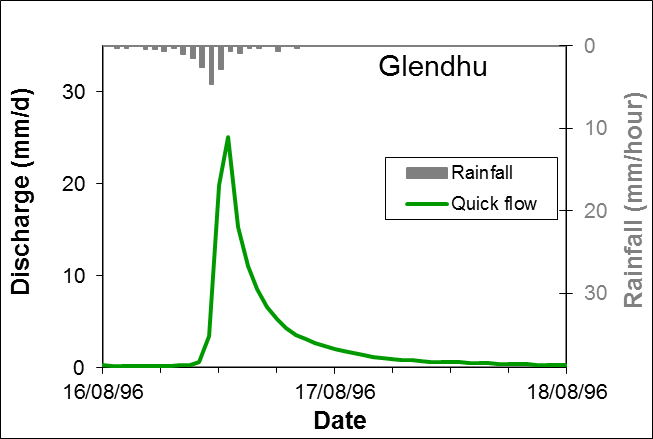 Glendhu
Discharge (mm/d)
30
20
10
0
0
10
20
30
Rainfall (mm/hour)
Rainfall
Quick flow
16/08/96
17/08/96
18/08/96
Date